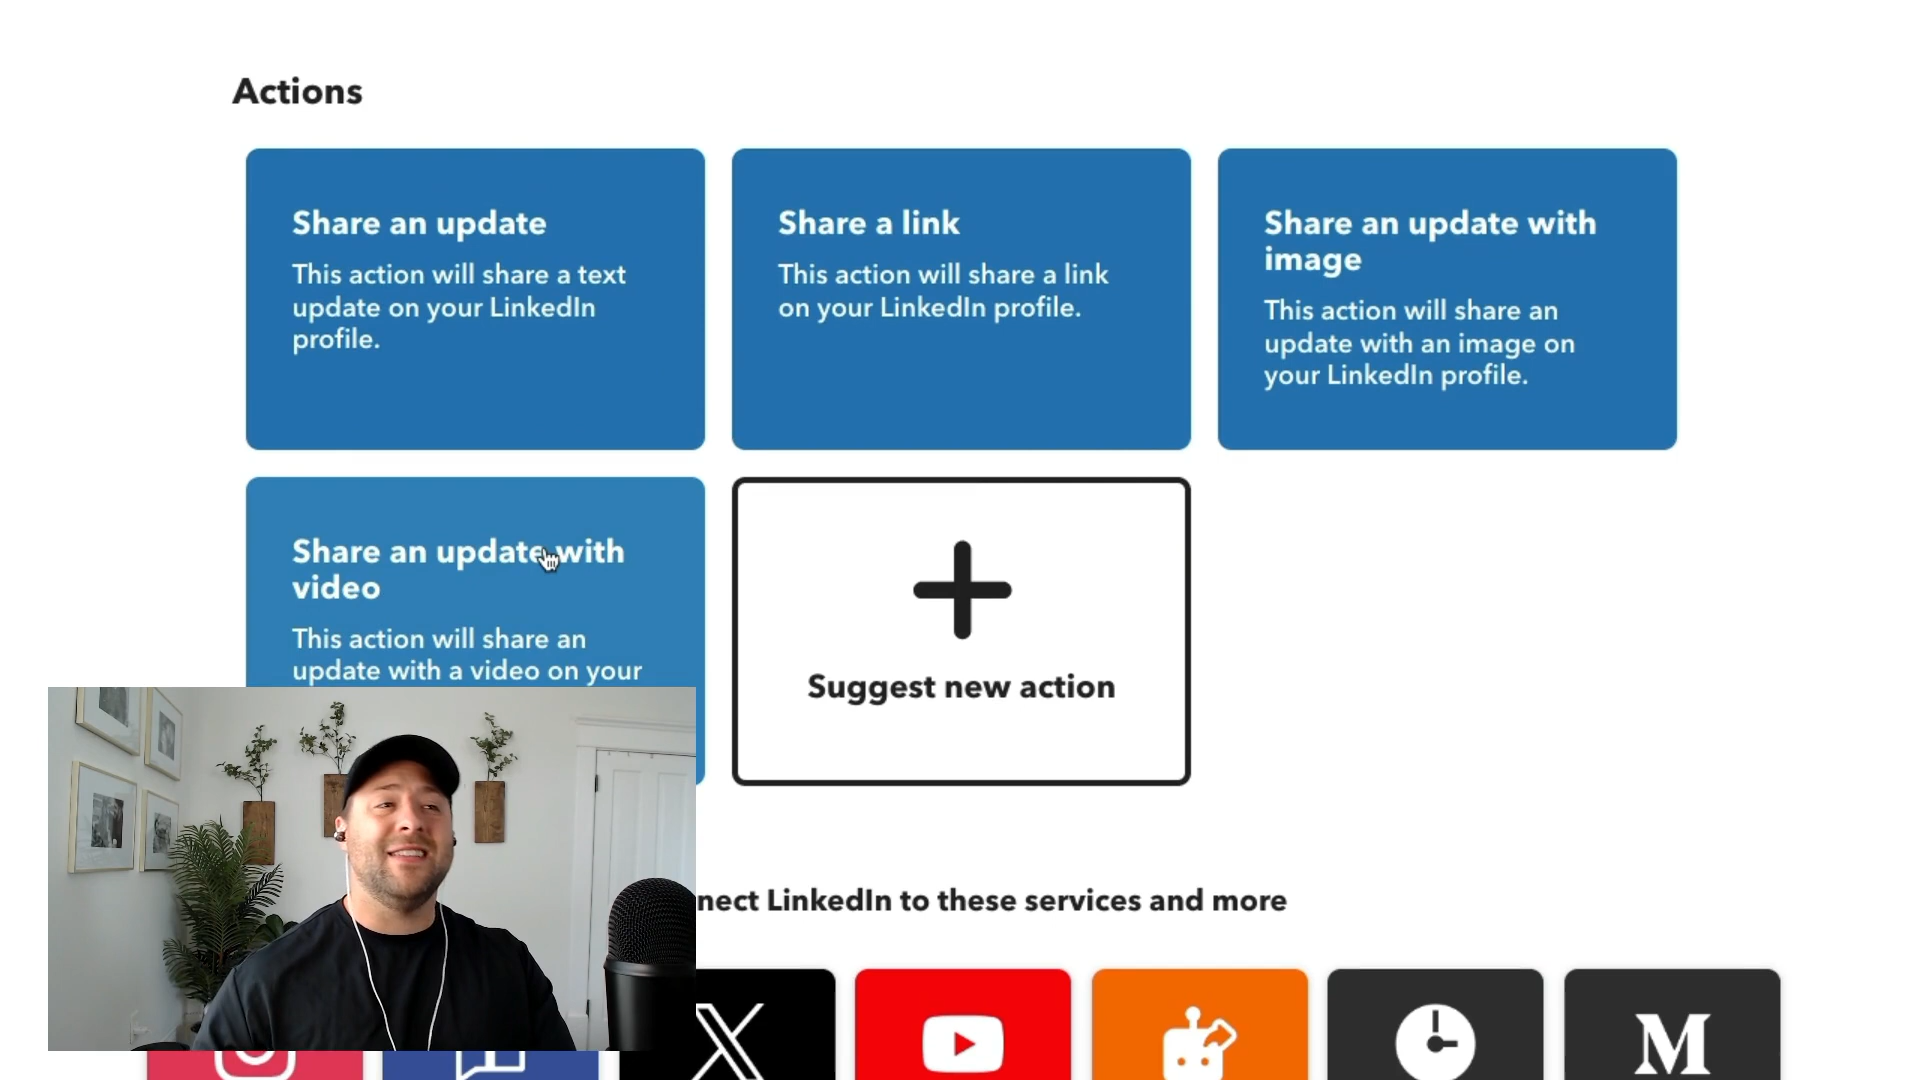 Actions
Share an update
This action will share a text
update on your LinkedIn
profile.
Share a link
This action will share a link
on your LinkedIn profile.
Share an update with
image
This action will share an
update with an image on
your LinkedIn profile.
Share an update with
video
This action will share an
update with a video on your
Suggest new action
nect LinkedIn to these services and more